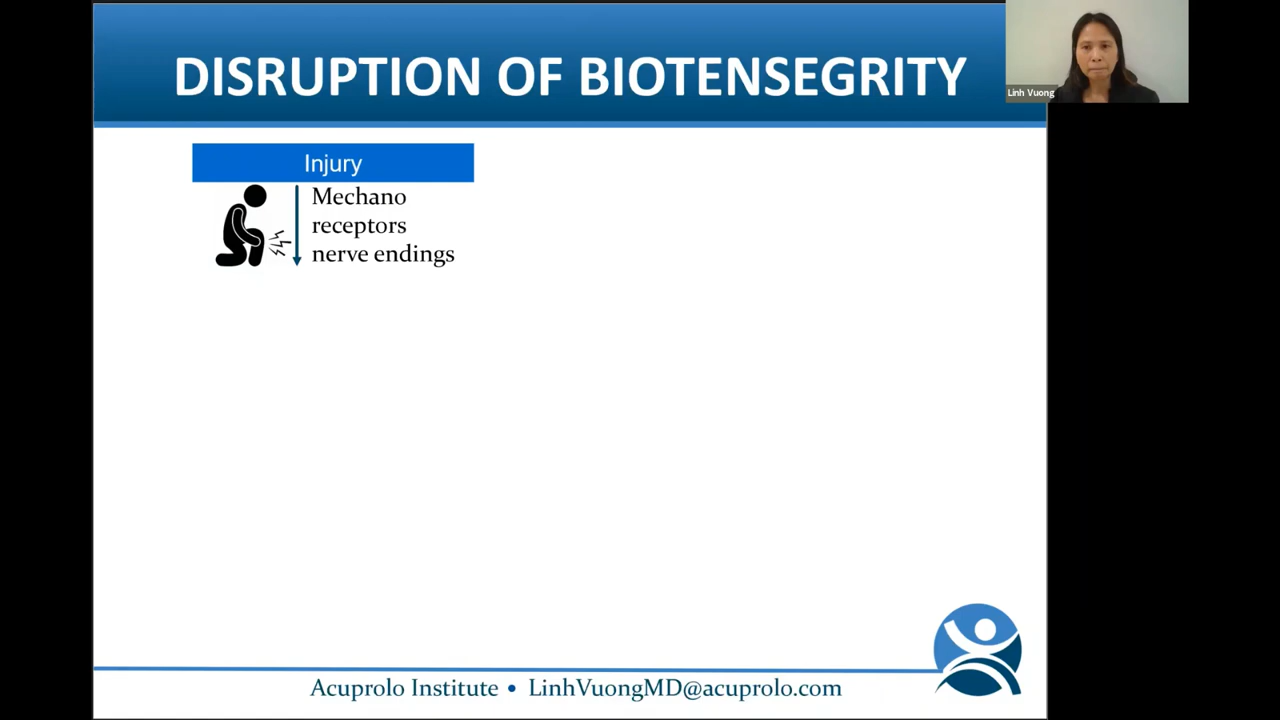 DISRUPTION OF BIOTENSEGRITY
Linh Vuong
Injury
Mechano
receptors
nerve endings
Acuprolo Institute • LinhVuongMD@acuprolo.com